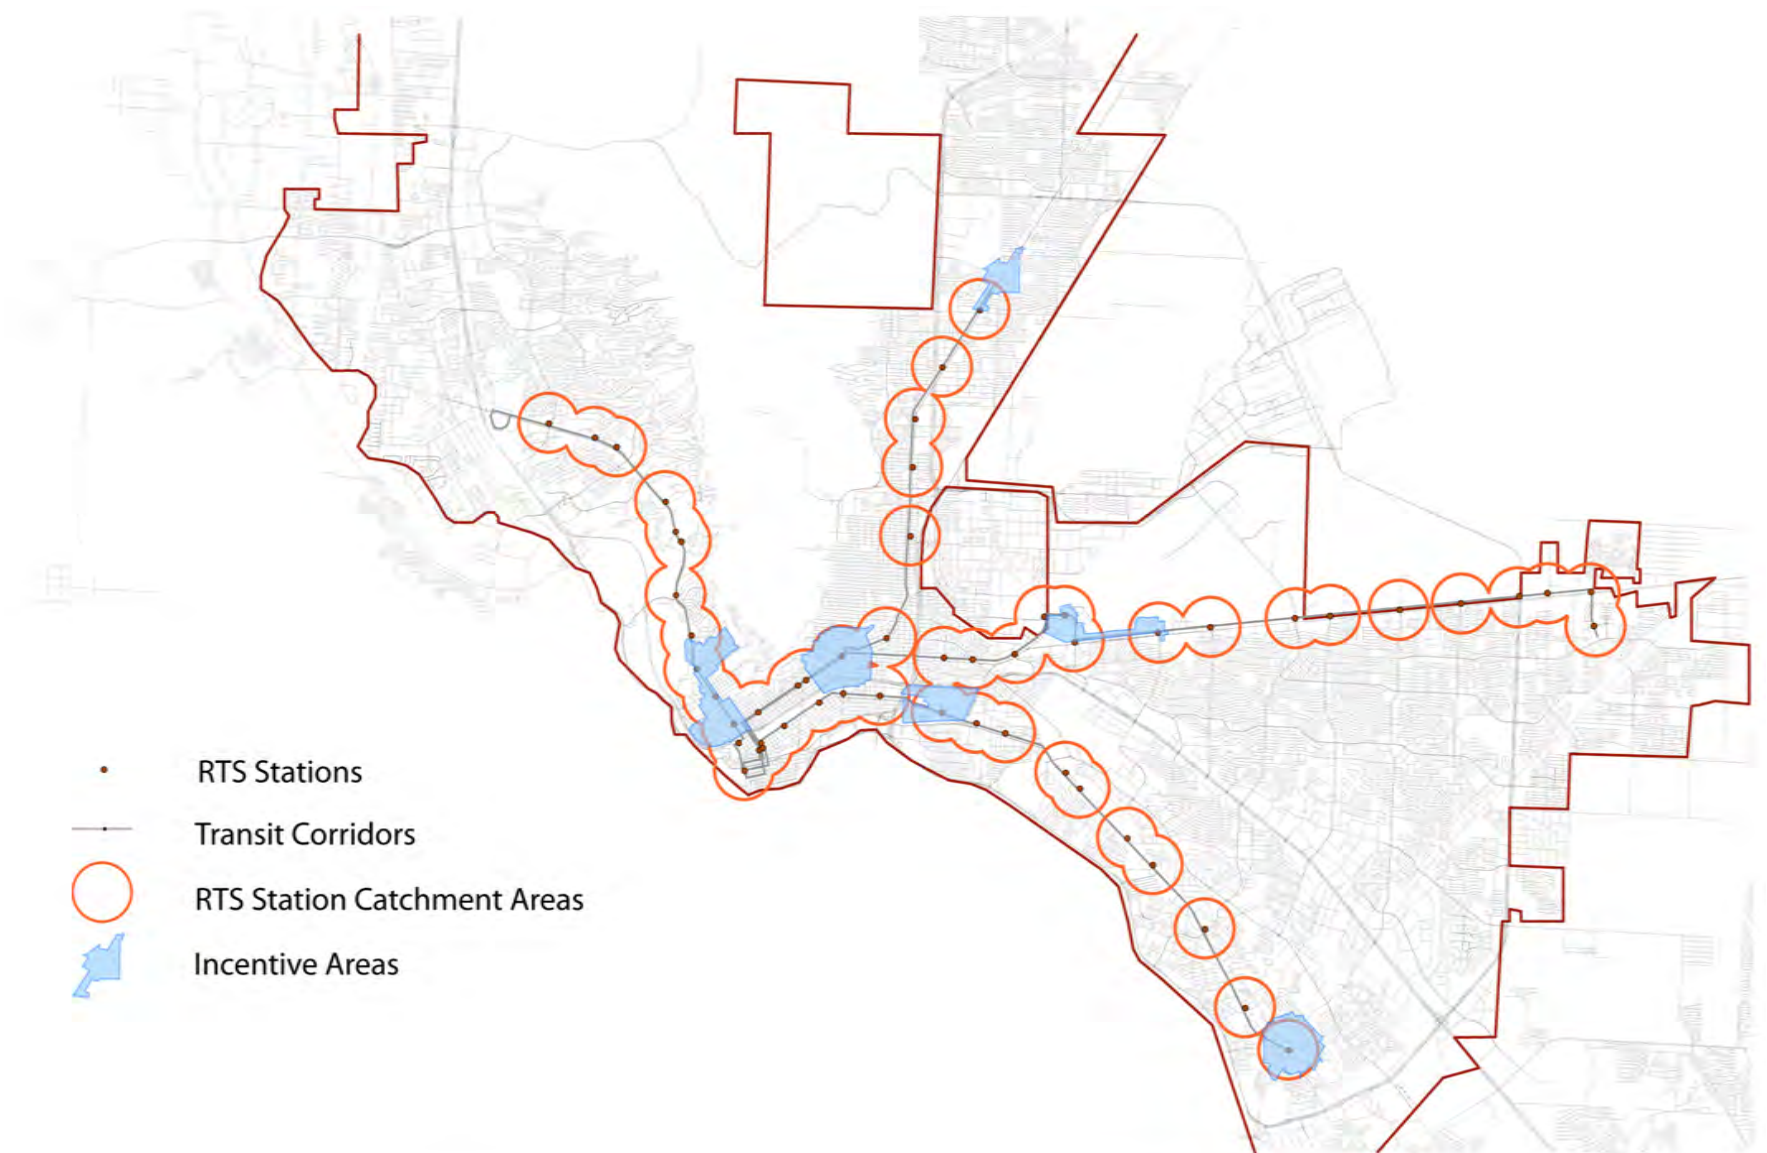 RTS Stations
Transit Corridors
RTS Station Catchment Areas
Incentive Areas